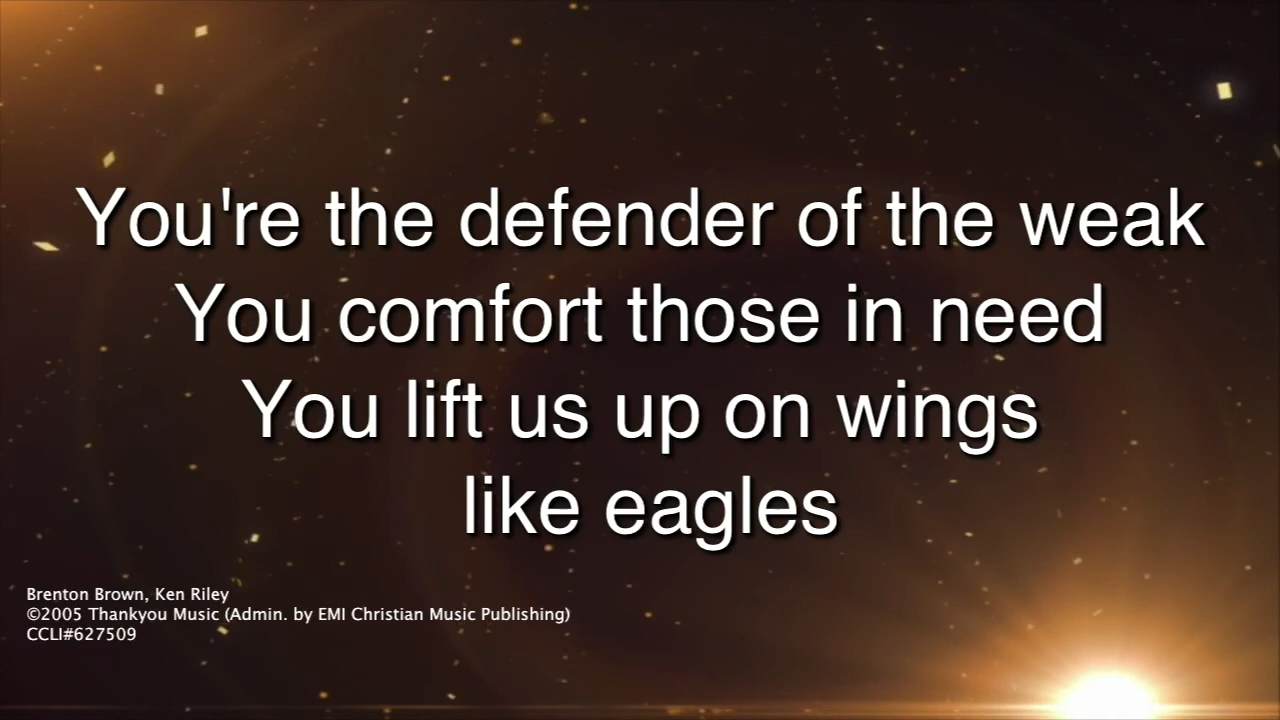 You're the defender of the weak
You comfort those in need
You lift us up on wings
like eagles
Brenton Brown, Ken Riley
©2005 Thankyou Music (Admin. by EMI Christian Music Publishing)
CCLI#627509